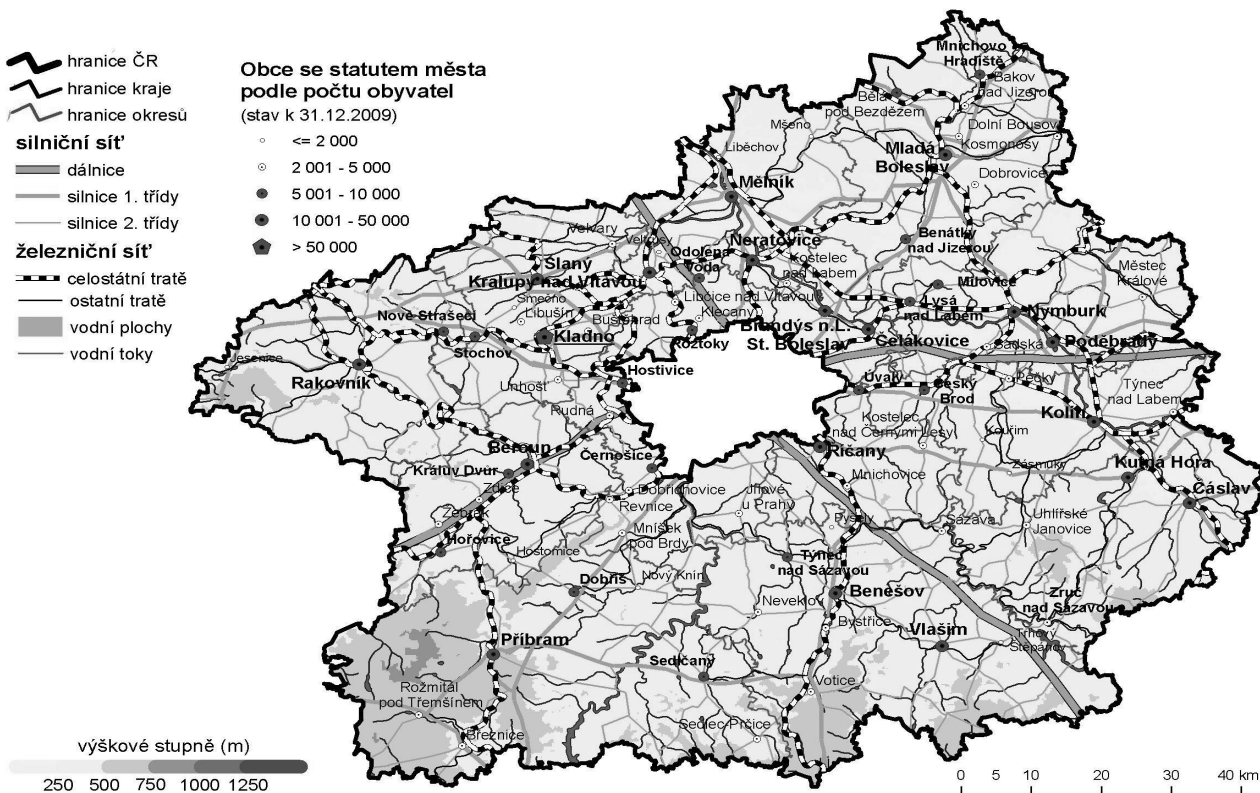 hranice ČR
hranice kraje
hranice okresů
silniční síť
dálnice
silnice 1. třídy
silnice 2. třídy
železniční síť
celostátní tratě
ostatní tratě
vodní plochy
vodní toky
Obce se statutem města
podle počtu obyvatel
(stav k 31.12.2009)
<= 2 000
2 001 - 5 000
5 001 - 10 000
10 001 - 50 000
> 50 000
Mnichovo
Hradiště
Bakov
nad Jizerou
Bělá
pod Bezdězem
Dolní Bousov
Kosmonosy
Mšeno
Liběchov
Mladá
Boleslav
Dobrovice
Mělník
Benátky
nad Jizerou
Velvary
Veltrusy
Neratovice
Odolena
Voda
Kostelec
nad Labem
Slaný
Kralupy nad Vltavou
Milovice
Městec
Králové
Smečno
Libušín
Libčice nad Vltavou
Lysá
nad Labem
Nymburk
Nové Strašecí
Buštěhrad
Klecany
Brandýs n.L.
St. Boleslav
Kladno
Roztoky
Čelákovice
Sadská
Poděbrady
Stochov
Jesenice
Rakovník
Hostivice
Unhošť
Úvaly
Český
Brod
Pečky
Týnec
nad Labem
Rudná
Kostelec
nad Černými Lesy
Kouřim
Kolín
Beroun
Černošice
Říčany
Králův Dvůr
Mnichovice
Zásmuky
Kutná Hora
Zdice
Dobřichovice
Řevnice
Jílové
u Prahy
Čáslav
Žebrák
Mníšek
pod Brdy
Pyšely
Sázava
Uhlířské
Janovice
Hořovice
Hostomice
Týnec
nad Sázavou
Dobříš
Nový Knín
Benešov
Neveklov
Zruč
nad Sázavou
Bystřice
Vlašim
Trhový
Štěpánov
Příbram
Sedlčany
Votice
Rožmitál
pod Třemšínem
Sedlec-Prčice
Březnice
výškové stupně (m)
250 500 750 1000 1250
0 5 10 20 30 40 km